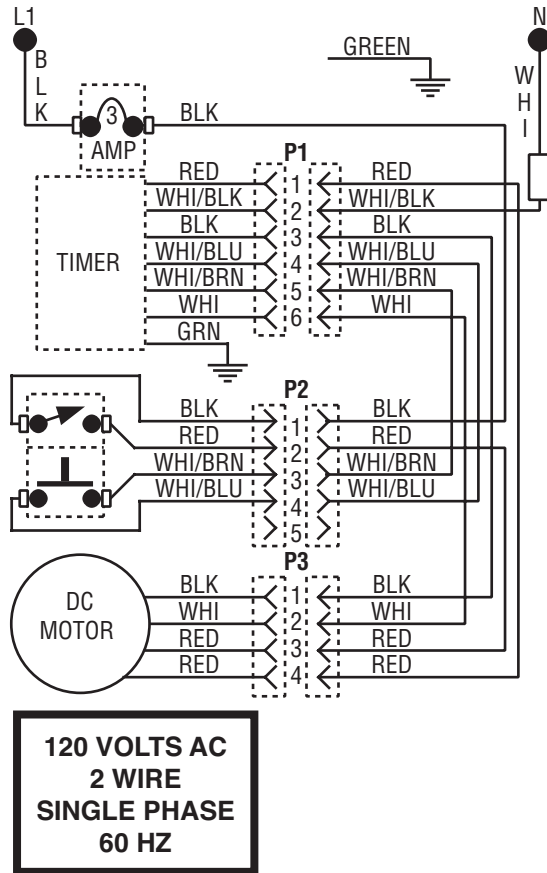 L1
N
BLK
GREEN
WHI
3
AMP
BLK
P1
RED 1 RED
WHI/BLK 2 WHI/BLK
BLK 3 BLK
TIMER
WHI/BLU 4 WHI/BLU
WHI/BRN 5 WHI/BRN
WHI 6 WHI
GRN
P2
BLK 1 BLK
RED 2 RED
WHI/BRN 3 WHI/BRN
WHI/BLU 4 WHI/BLU
5
P3
DC
MOTOR
BLK 1 BLK
WHI 2 WHI
RED 3 RED
RED 4 RED
120 VOLTS AC
2 WIRE
SINGLE PHASE
60 HZ